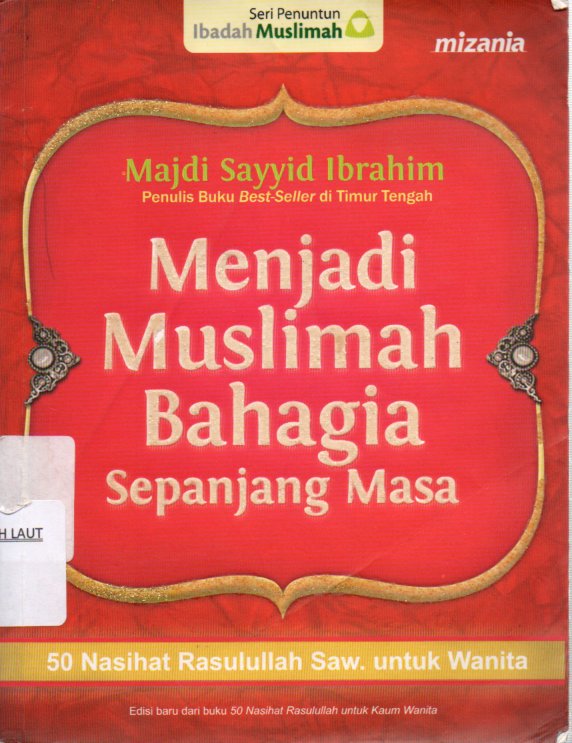 Seri Penuntun
Ibadah Muslimah
mizania
Majdi Sayyid Ibrahim
Penulis Buku Best-Seller di Timur Tengah
Menjadi
Muslimah
Bahagia
Sepanjang Masa
H LAUT
50 Nasihat Rasulullah Saw. untuk Wanita
Edisi baru dari buku 50 Nasihat Rasulullah untuk Kaum Wanita